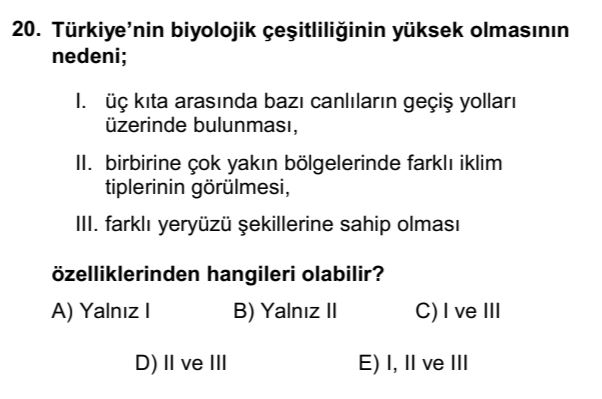 20. Türkiye'nin biyolojik çeşitliliğinin yüksek olmasının
nedeni;
I. üç kıta arasında bazı canlıların geçiş yolları
üzerinde bulunması,
II. birbirine çok yakın bölgelerinde farklı iklim
tiplerinin görülmesi,
III. farklı yeryüzü şekillerine sahip olması
özelliklerinden hangileri olabilir?
A) Yalnız I B) Yalnız II C) I ve III
D) II ve III E) I, II ve III